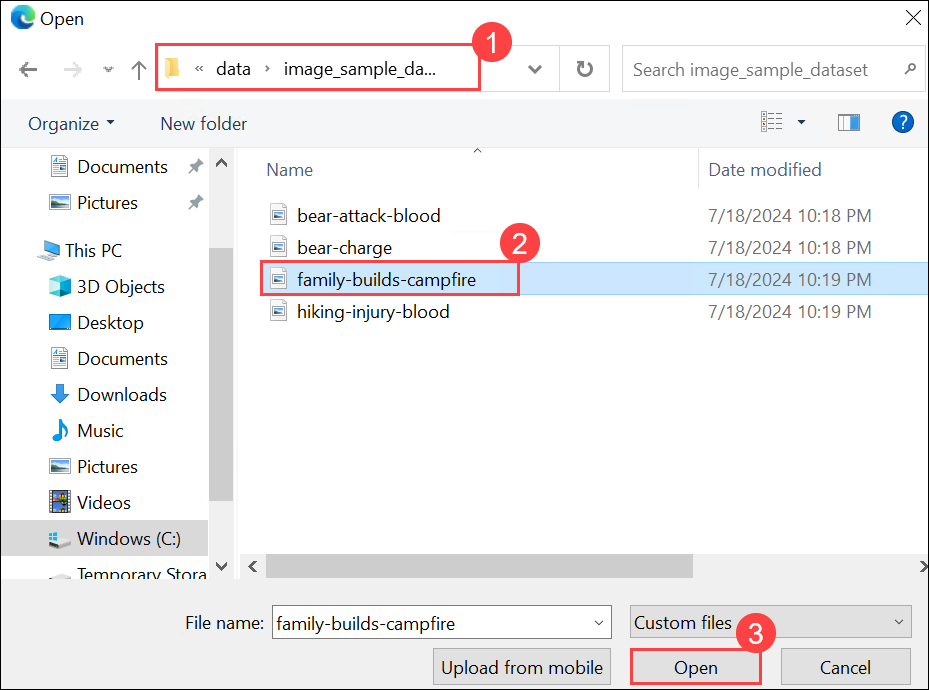 Open
1
« data › image_sample_da...
Search image_sample_dataset
Organize
New folder
?
Name
Date modified
Documents
Pictures
This PC
3D Objects
Desktop
Documents
Downloads
Music
Pictures
Videos
Windows (C:)
Temporary Stora
bear-attack-blood 7/18/2024 10:18 PM
2
bear-charge 7/18/2024 10:18 PM
family-builds-campfire 7/18/2024 10:19 PM
hiking-injury-blood 7/18/2024 10:19 PM
File name: family-builds-campfire
Custom files
3
Upload from mobile
Open
Cancel